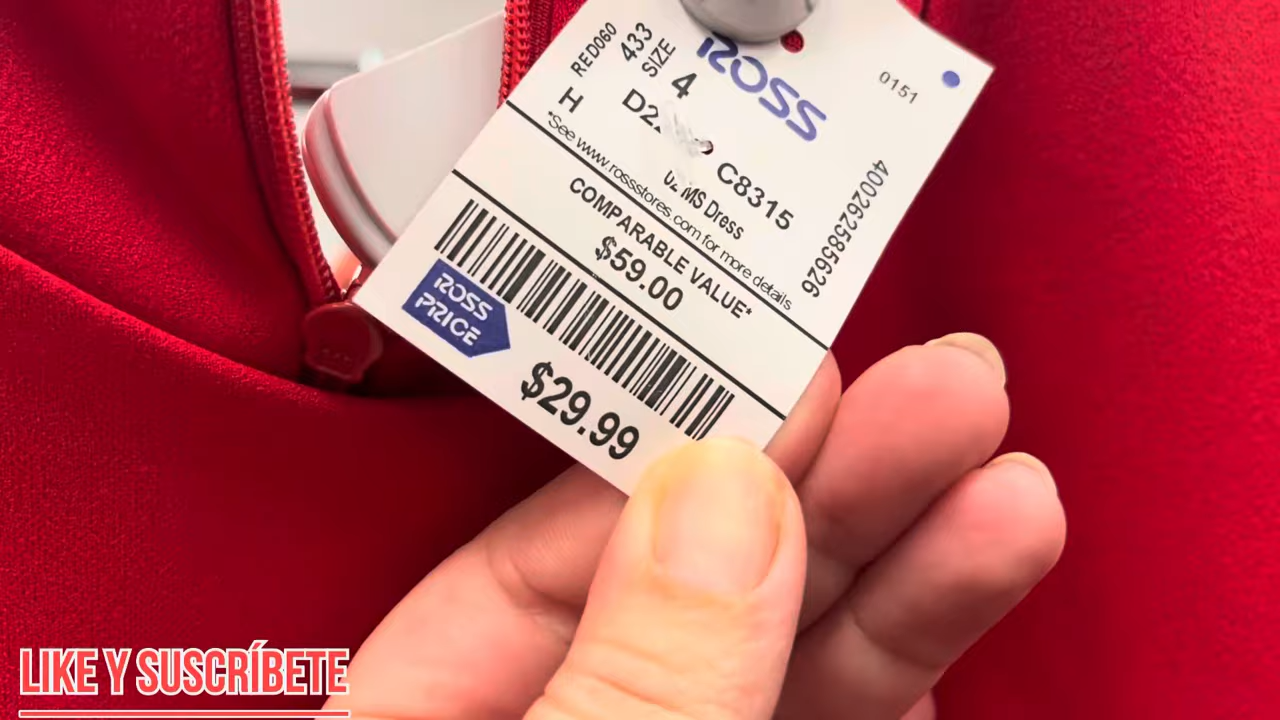 ROSS
0151
RED060
433
SIZE
4
H
C8315
MS Dress
400262585626
*See www.rossstores.com for more details
COMPARABLE VALUE*
$59.00
ROSS
PRICE
$29.99
LIKE Y SUSCRÍBETE